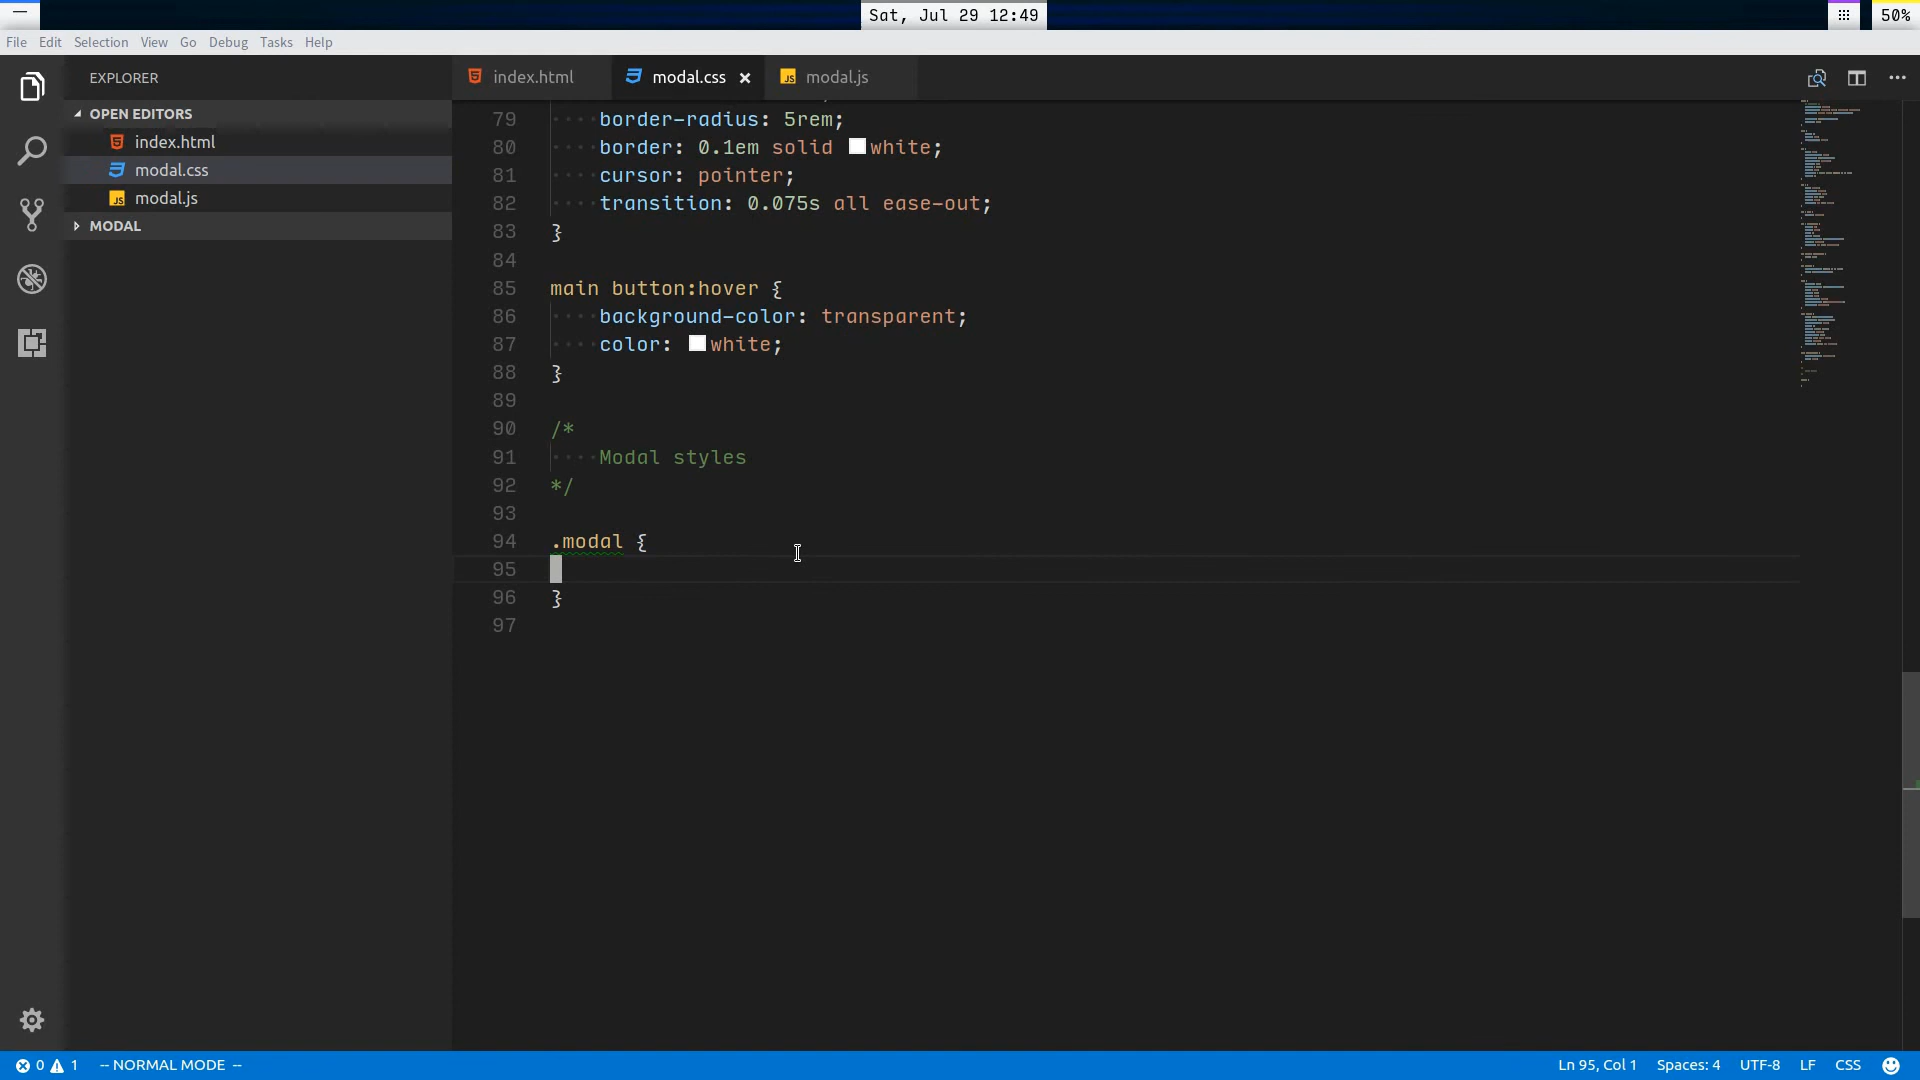 Sat, Jul 29 12:49
50%
File Edit Selection View Go Debug Tasks Help
EXPLORER
OPEN EDITORS
index.html
modal.css
modal.js
MODAL
index.html modal.css modal.js
79 border-radius: 5rem;
80 border: 0.1em solid white;
81 cursor: pointer;
82 transition: 0.075s all ease-out;
83 }
84
85 main button:hover {
86 background-color: transparent;
87 color: white;
88 }
89
90 /*
91 Modal styles
92 */
93
94 .modal {
95
96 }
97
0 1 -- NORMAL MODE -- Ln 95, Col 1 Spaces: 4 UTF-8 LF CSS